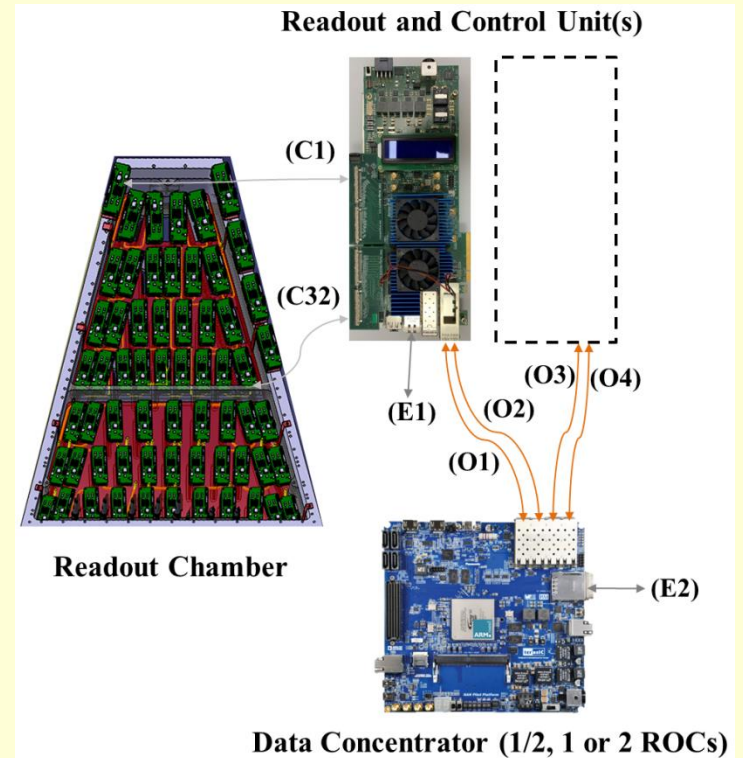 Readout and Control Unit(s)
(C1)
(C32)
(E1)
(O1)
(O2)
(O3)
(O4)
Readout Chamber
(E2)
ARM
Data Concentrator (1/2, 1 or 2 ROCs)